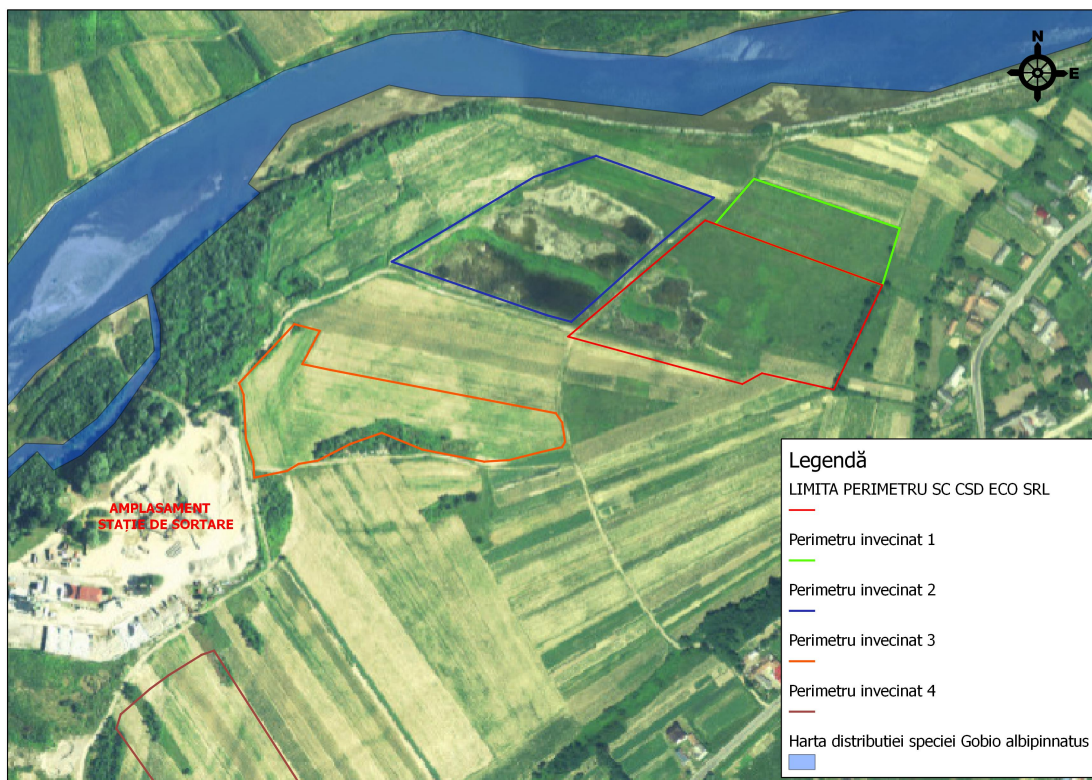 N
E
AMPLASAMENT
STAȚIE DE SORTARE
Legendă
LIMITA PERIMETRU SC CSD ECO SRL
Perimetru invecinat 1
Perimetru invecinat 2
Perimetru invecinat 3
Perimetru invecinat 4
Harta distributiei speciei Gobio albipinnatus